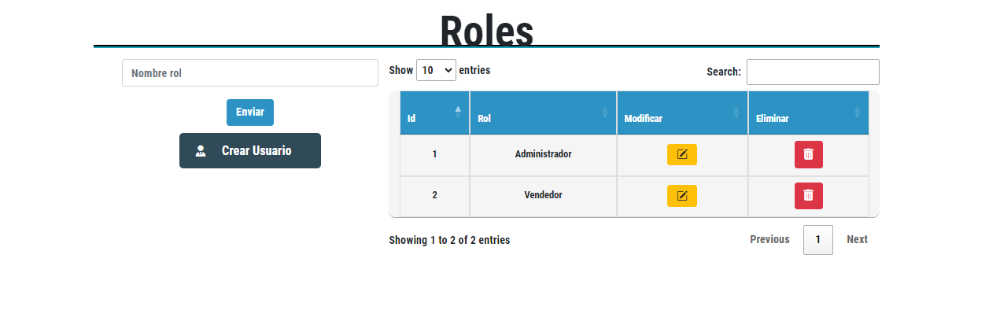 Roles
Nombre rol
Enviar
Crear Usuario
Show 10 entries
Search:
Id Rol Modificar Eliminar
1 Administrador
2 Vendedor
Showing 1 to 2 of 2 entries
Previous 1 Next